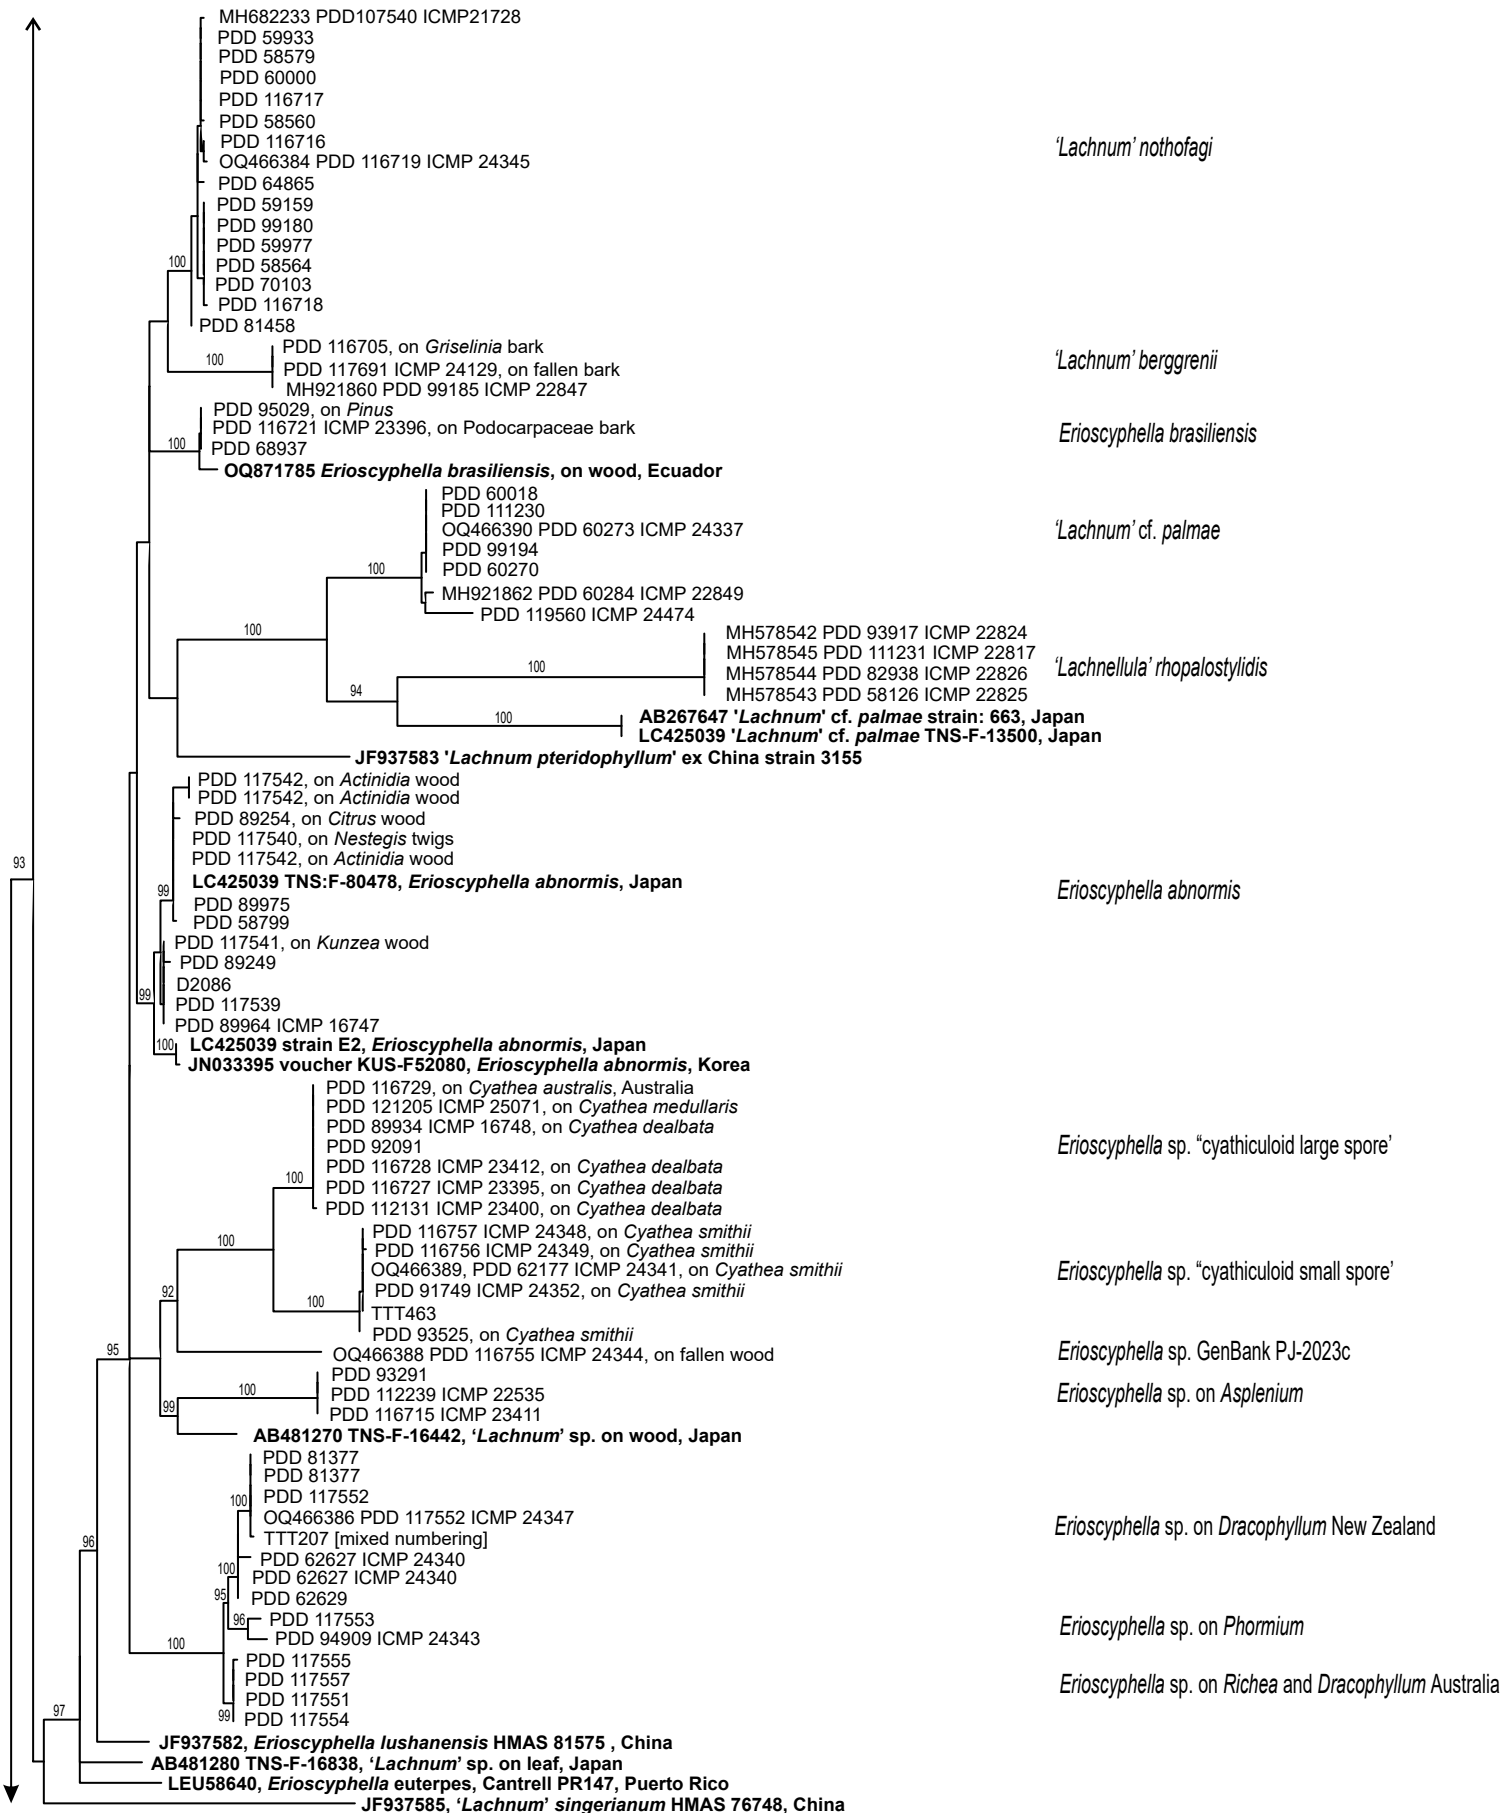 MH682233 PDD107540 ICMP21728
PDD 59933
PDD 58579
PDD 60000
PDD 116717
PDD 58560
PDD 116716
'Lachnum' nothofagi
OQ466384 PDD 116719 ICMP 24345
PDD 64865
PDD 59159
PDD 99180
PDD 59977
100
PDD 58564
PDD 70103
PDD 116718
PDD 81458
PDD 116705, on Griselinia bark
100
'Lachnum' berggrenii
PDD 117691 ICMP 24129, on fallen bark
MH921860 PDD 99185 ICMP 22847
PDD 95029, on Pinus
PDD 116721 ICMP 23396, on Podocarpaceae bark
Erioscyphella brasiliensis
100
PDD 68937
OQ871785 Erioscyphella brasiliensis, on wood, Ecuador
PDD 60018
PDD 111230
OQ466390 PDD 60273 ICMP 24337
'Lachnum' cf. palmae
PDD 99194
100
PDD 60270
MH921862 PDD 60284 ICMP 22849
PDD 119560 ICMP 24474
100
MH578542 PDD 93917 ICMP 22824
MH578545 PDD 111231 ICMP 22817
'Lachnellula' rhopalostylidis
100
MH578544 PDD 82938 ICMP 22826
94
MH578543 PDD 58126 ICMP 22825
100
AB267647 'Lachnum' cf. palmae strain: 663, Japan
LC425039 'Lachnum' cf. palmae TNS-F-13500, Japan
JF937583 'Lachnum pteridophyllum' ex China strain 3155
PDD 117542, on Actinidia wood
PDD 117542, on Actinidia wood
PDD 89254, on Citrus wood
PDD 117540, on Nestegis twigs
93
PDD 117542, on Actinidia wood
LC425039 TNS:F-80478, Erioscyphella abnormis, Japan
99
Erioscyphella abnormis
PDD 89975
PDD 58799
PDD 117541, on Kunzea wood
PDD 89249
D2086
99
PDD 117539
PDD 89964 ICMP 16747
100
LC425039 strain E2, Erioscyphella abnormis, Japan
JN033395 voucher KUS-F52080, Erioscyphella abnormis, Korea
PDD 116729, on Cyathea australis, Australia
PDD 121205 ICMP 25071, on Cyathea medullaris
PDD 89934 ICMP 16748, on Cyathea dealbata
PDD 92091
Erioscyphella sp. “cyathiculoid large spore’
PDD 116728 ICMP 23412, on Cyathea dealbata
100
PDD 116727 ICMP 23395, on Cyathea dealbata
PDD 112131 ICMP 23400, on Cyathea dealbata
PDD 116757 ICMP 24348, on Cyathea smithii
100
PDD 116756 ICMP 24349, on Cyathea smithii
OQ466389, PDD 62177 ICMP 24341, on Cyathea smithii
Erioscyphella sp. “cyathiculoid small spore’
92
PDD 91749 ICMP 24352, on Cyathea smithii
100
TTT463
PDD 93525, on Cyathea smithii
95
OQ466388 PDD 116755 ICMP 24344, on fallen wood
Erioscyphella sp. GenBank PJ-2023c
PDD 93291
100
PDD 112239 ICMP 22535
Erioscyphella sp. on Asplenium
99
PDD 116715 ICMP 23411
AB481270 TNS-F-16442, ‘Lachnum’ sp. on wood, Japan
PDD 81377
PDD 81377
100
PDD 117552
OQ466386 PDD 117552 ICMP 24347
Erioscyphella sp. on Dracophyllum New Zealand
TTT207 [mixed numbering]
96
PDD 62627 ICMP 24340
100
PDD 62627 ICMP 24340
95
PDD 62629
96
PDD 117553
Erioscyphella sp. on Phormium
100
PDD 94909 ICMP 24343
PDD 117555
PDD 117557
Erioscyphella sp. on Richea and Dracophyllum Australia
PDD 117551
97
99
PDD 117554
JF937582, Erioscyphella lushanensis HMAS 81575 , China
AB481280 TNS-F-16838, ‘Lachnum’ sp. on leaf, Japan
LEU58640, Erioscyphella euterpes, Cantrell PR147, Puerto Rico
JF937585, ‘Lachnum’ singerianum HMAS 76748, China